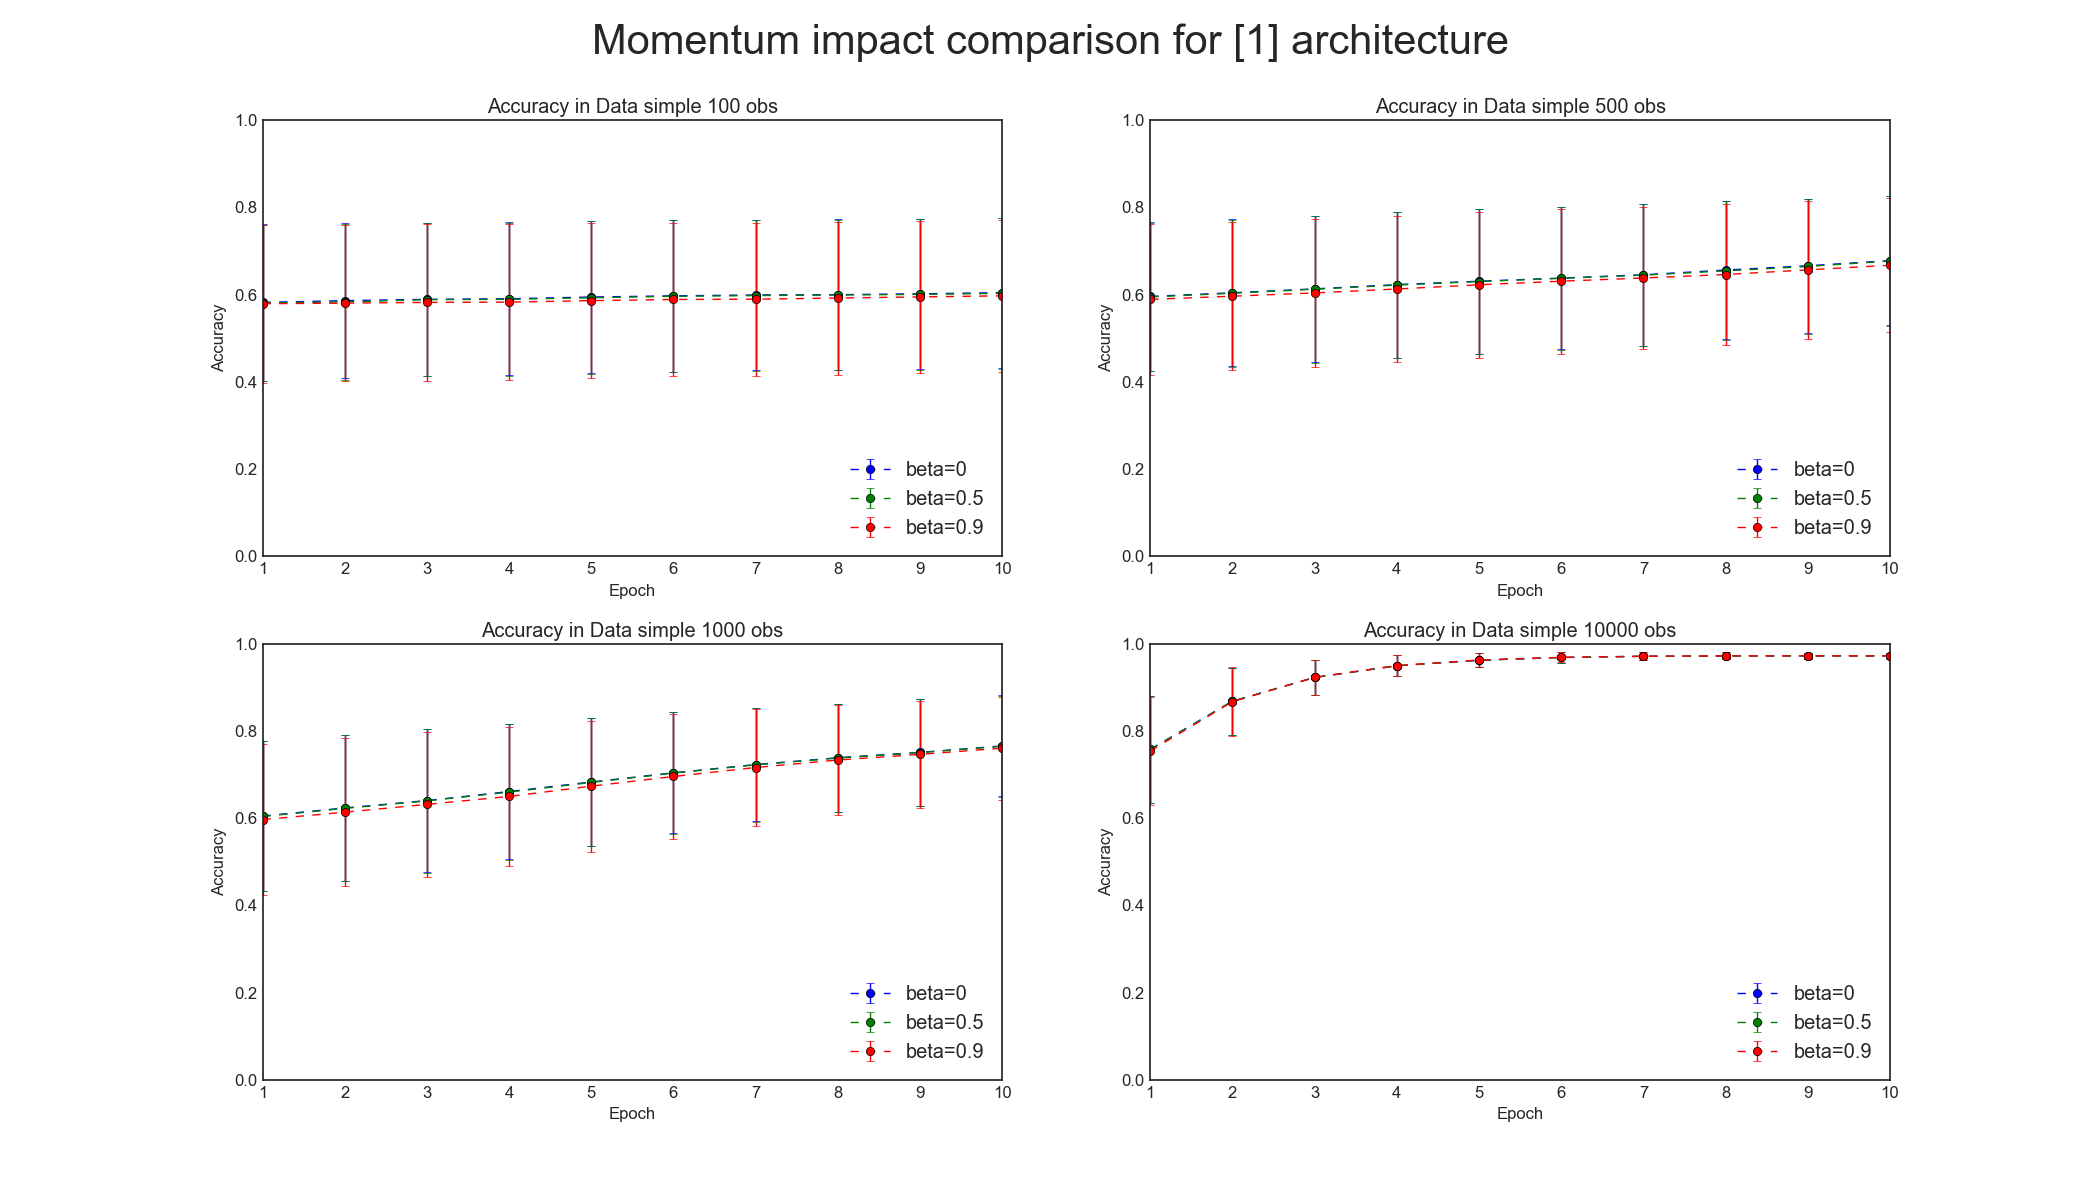 Momentum impact comparison for [1] architecture
Accuracy in Data simple 100 obs
1.0
0.8
0.6
0.4
0.2
0.0
Accuracy
1 2 3 4 5 6 7 8 9 10
Epoch
beta=0
beta=0.5
beta=0.9
Accuracy in Data simple 500 obs
1.0
0.8
0.6
0.4
0.2
0.0
Accuracy
1 2 3 4 5 6 7 8 9 10
Epoch
beta=0
beta=0.5
beta=0.9
Accuracy in Data simple 1000 obs
1.0
0.8
0.6
0.4
0.2
0.0
Accuracy
1 2 3 4 5 6 7 8 9 10
Epoch
beta=0
beta=0.5
beta=0.9
Accuracy in Data simple 10000 obs
1.0
0.8
0.6
0.4
0.2
0.0
Accuracy
1 2 3 4 5 6 7 8 9 10
Epoch
beta=0
beta=0.5
beta=0.9